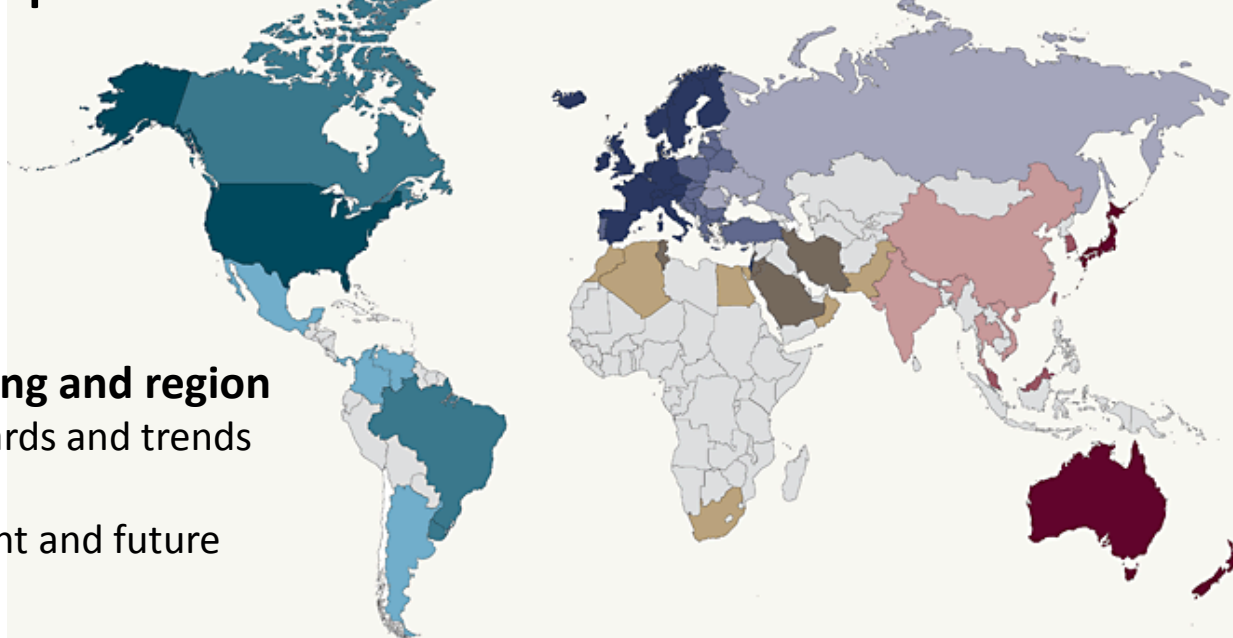 ng and region
rds and trends
nt and future